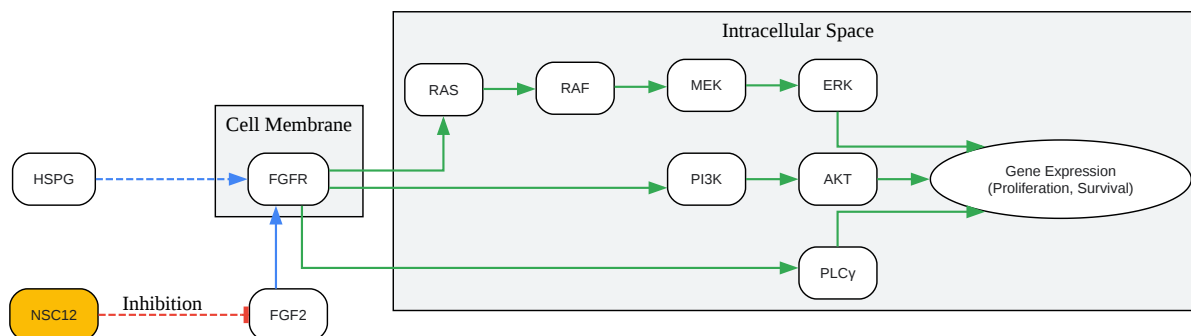 Intracellular Space
RAS
RAF
MEK
ERK
Cell Membrane
HSPG
FGFR
PI3K
AKT
Gene Expression
(Proliferation, Survival)
PLCγ
NSC12
Inhibition
FGF2